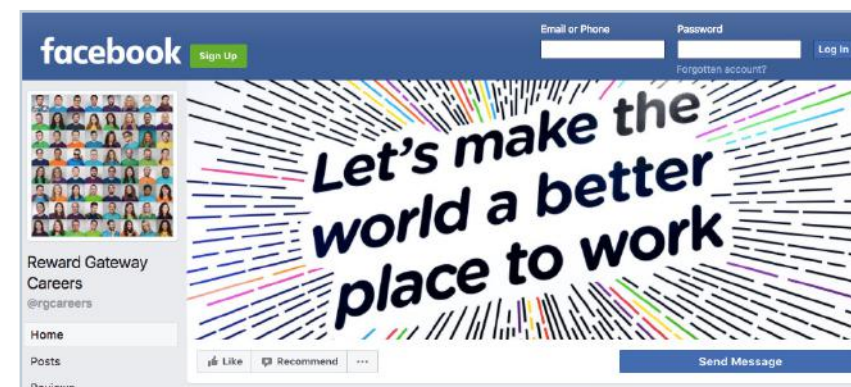 Email or Phone
Password
facebook
Sign Up
Log In
Forgotten account?
Let's make the
world a better
place to work
Reward Gateway
Careers
@rgcareers
Home
Posts
Reviews
Like
Recommend
Send Message